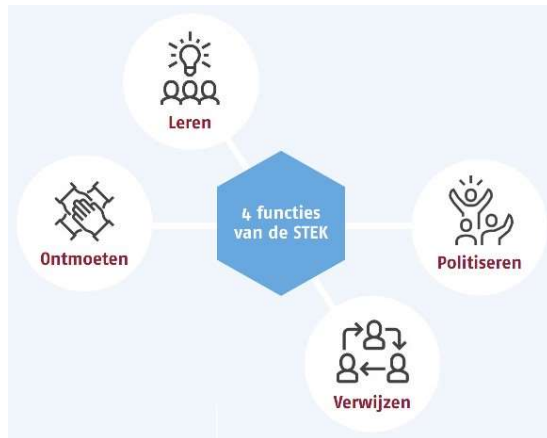 Leren
4 functies
van de STEK
Ontmoeten
Politiseren
Verwijzen